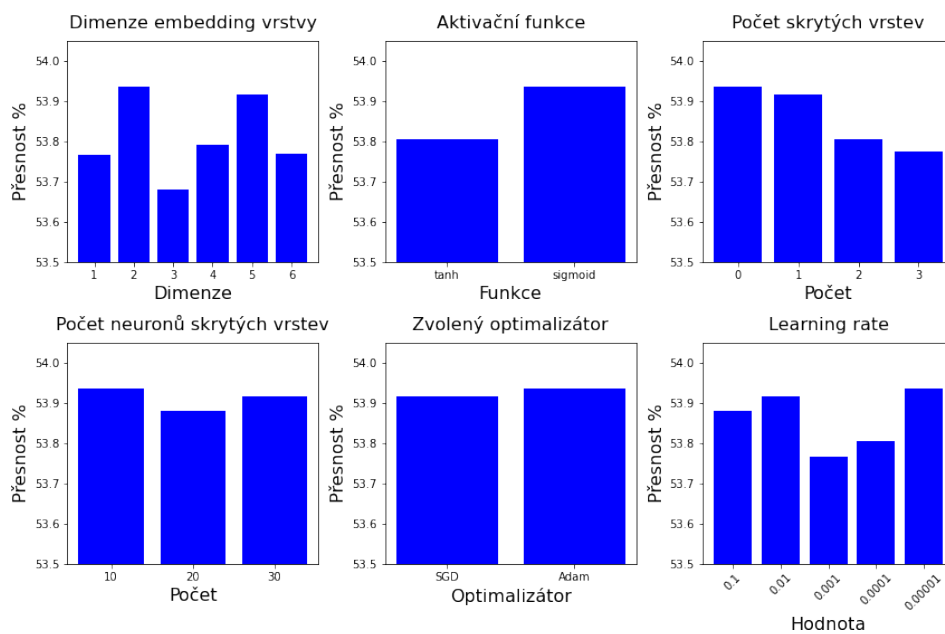 Dimenze embedding vrstvy
Přesnost %
54.0
53.9
53.8
53.7
53.6
53.5
1 2 3 4 5 6
Dimenze
Aktivační funkce
Přesnost %
54.0
53.9
53.8
53.7
53.6
53.5
tanh sigmoid
Funkce
Počet skrytých vrstev
Přesnost %
54.0
53.9
53.8
53.7
53.6
53.5
0 1 2 3
Počet
Počet neuronů skrytých vrstev
Přesnost %
54.0
53.9
53.8
53.7
53.6
53.5
10 20 30
Počet
Zvolený optimalizátor
Přesnost %
54.0
53.9
53.8
53.7
53.6
53.5
SGD Adam
Optimalizátor
Learning rate
Přesnost %
54.0
53.9
53.8
53.7
53.6
53.5
0.1 0.01 0.001 0.0001 0.00001
Hodnota